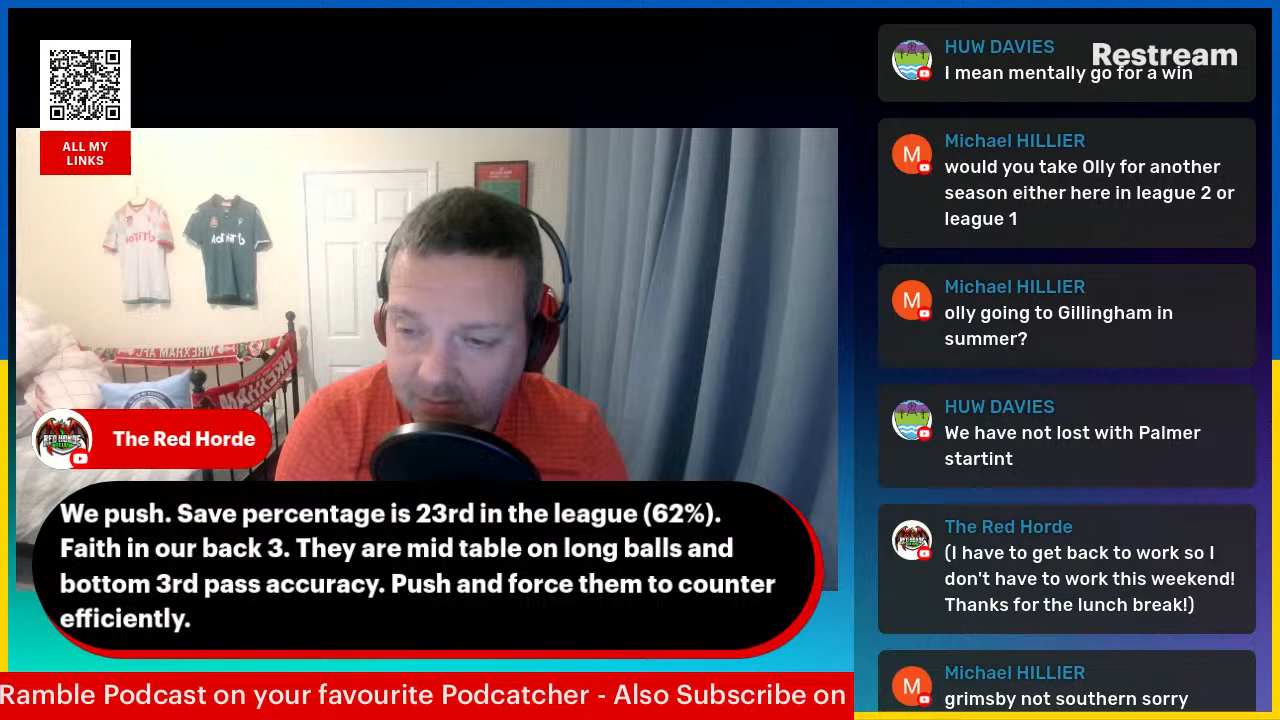 ALL MY
LINKS
WREXHAM AFC
WREXHAM
The Red Horde
We push. Save percentage is 23rd in the league (62%).
Faith in our back 3. They are mid table on long balls and
bottom 3rd pass accuracy. Push and force them to counter
efficiently.
Ramble Podcast on your favourite Podcatcher - Also Subscribe on
Restream
HUW DAVIES
I mean mentally go for a win
M
Michael HILLIER
would you take Olly for another
season either here in league 2 or
league 1
M
Michael HILLIER
olly going to Gillingham in
summer?
HUW DAVIES
We have not lost with Palmer
startint
The Red Horde
(I have to get back to work so I
don't have to work this weekend!
Thanks for the lunch break!)
M
Michael HILLIER
grimsby not southern sorry